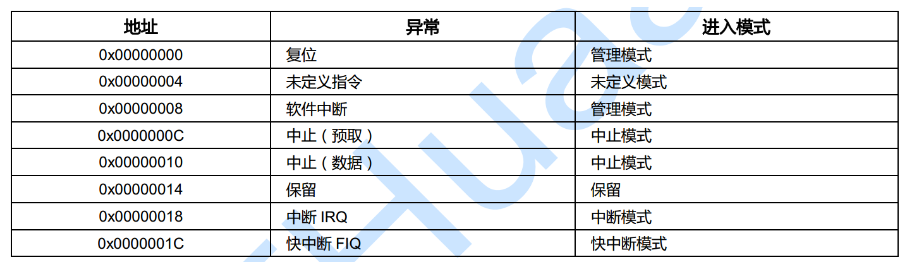 地址 异常 进入模式
0x00000000 复位 管理模式
0x00000004 未定义指令 未定义模式
0x00000008 软件中断 管理模式
0x0000000C 中止（预取） 中止模式
0x00000010 中止（数据） 中止模式
0x00000014 保留 保留
0x00000018 中断 IRQ 中断模式
0x0000001C 快中断 FIQ 快中断模式